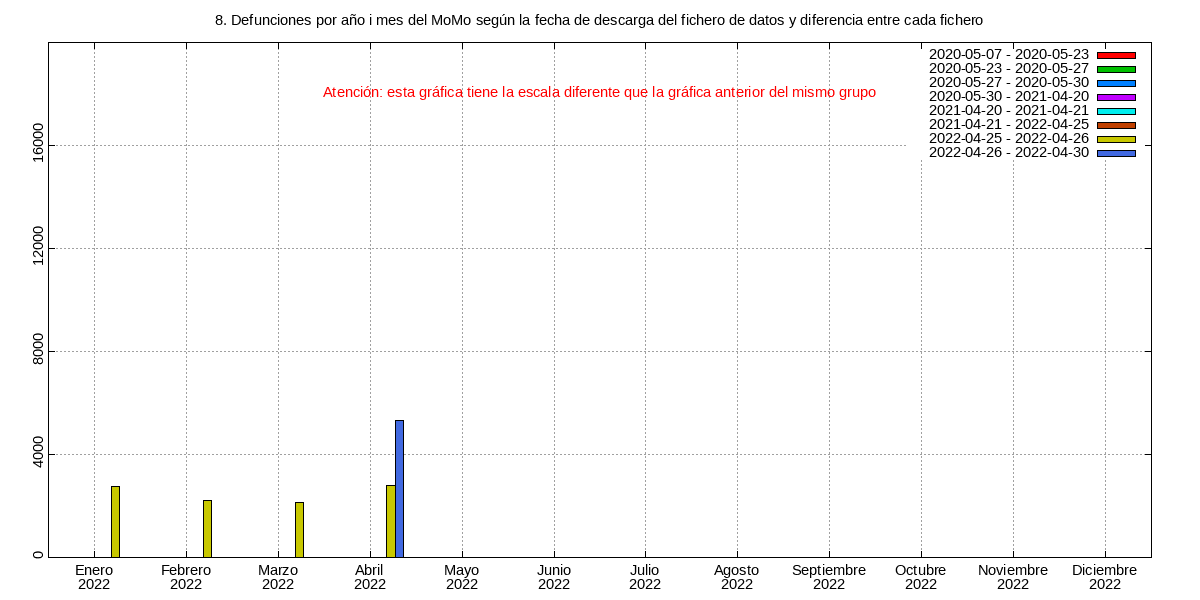 8. Defunciones por año i mes del MoMo según la fecha de descarga del fichero de datos y diferencia entre cada fichero
2020-05-07 - 2020-05-23
2020-05-23 - 2020-05-27
2020-05-27 - 2020-05-30
2020-05-30 - 2021-04-20
2021-04-20 - 2021-04-21
2021-04-21 - 2022-04-25
2022-04-25 - 2022-04-26
2022-04-26 - 2022-04-30
Atención: esta gráfica tiene la escala diferente que la gráfica anterior del mismo grupo
16000
12000
8000
4000
0
Enero Febrero Marzo Abril Mayo Junio Julio Agosto Septiembre Octubre Noviembre Diciembre
2022 2022 2022 2022 2022 2022 2022 2022 2022 2022 2022 2022